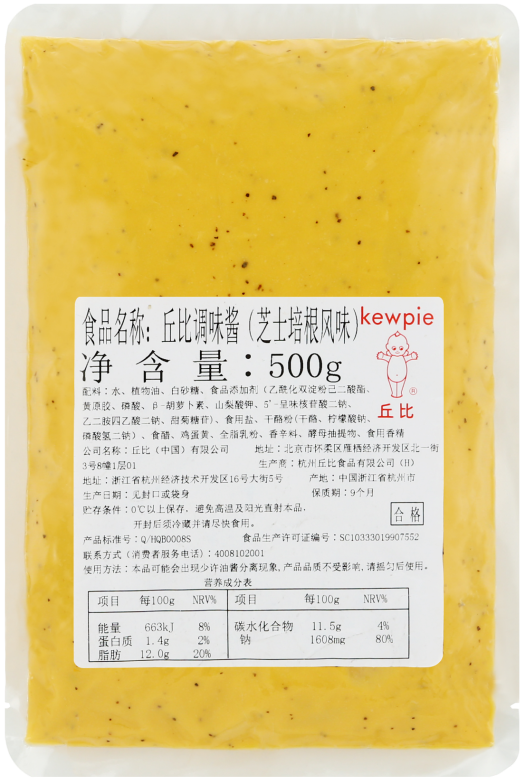 食品名称：丘比调味酱（芝士培根风味）
kewpie
净含量：500g
丘比
®
配料：水、植物油、白砂糖、食品添加剂（乙酰化双淀粉己二酸酯、
黄原胶、磷酸、β-胡萝卜素、山梨酸钾、5'-呈味核苷酸二钠、
乙二胺四乙酸二钠、甜菊糖苷）、食用盐、干酪粉（干酪、柠檬酸钠、
磷酸氢二钠）、食醋、鸡蛋黄、全脂乳粉、香辛料、酵母抽提物、食用香精
公司名称：丘比（中国）有限公司 地址：北京市怀柔区雁栖经济开发区北一街
3号8幢1层01 生产商：杭州丘比食品有限公司（H）
地址：浙江省杭州经济技术开发区16号大街5号 产地：中国浙江省杭州市
生产日期：见封口或袋身 保质期：9个月
贮存条件：0℃以上保存，避免高温及阳光直射本品，
开封后须冷藏并请尽快食用。
合格
产品标准号：Q/HQB0008S 食品生产许可证编号：SC10333019907552
联系方式（消费者服务电话）：4008102001
使用方法：本品可能会出现少许油酱分离现象，产品品质不受影响，请摇匀后使用。
营养成分表
项目 每100g NRV% 项目 每100g NRV%
能量 663kJ 8% 碳水化合物 11.5g 4%
蛋白质 1.4g 2% 钠 1608mg 80%
脂肪 12.0g 20%